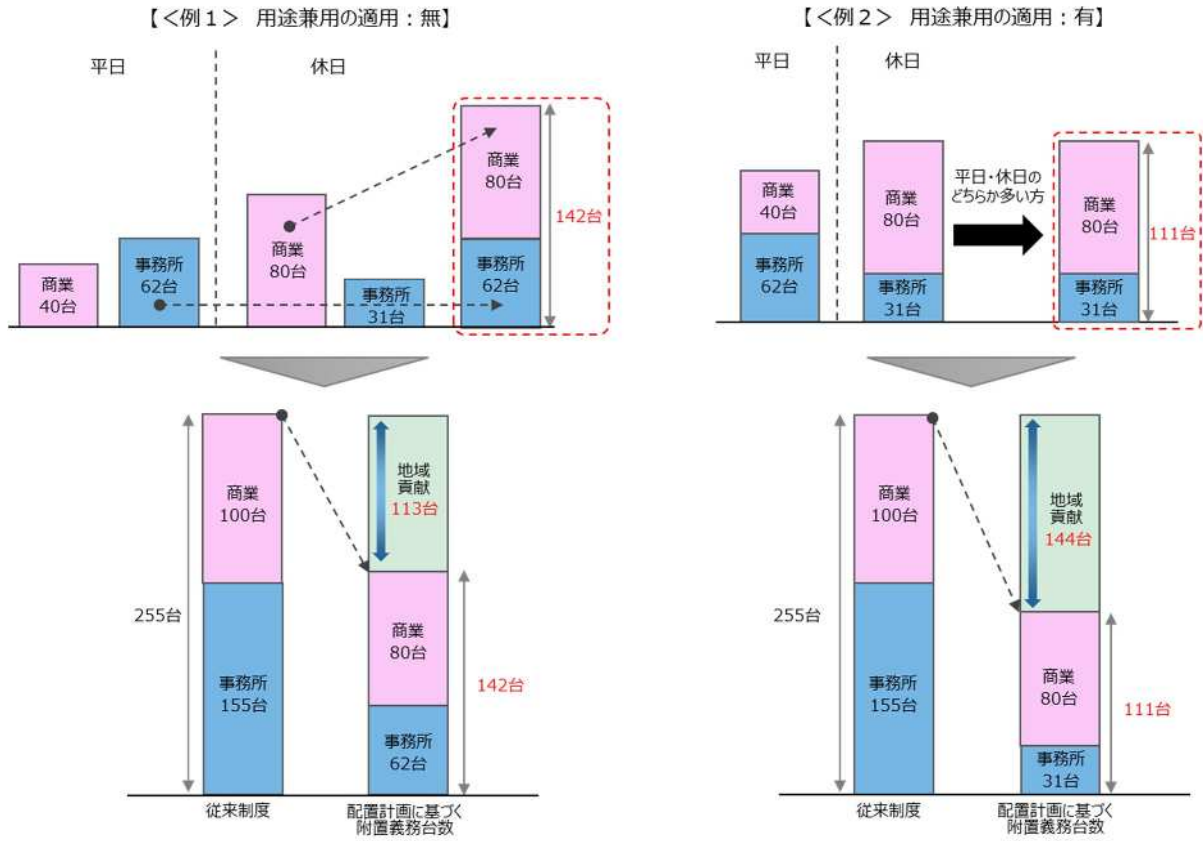 【＜例１＞　用途兼用の適用：無】
平日
休日
商業
40台
事務所
62台
商業
80台
事務所
31台
商業
80台
事務所
62台
142台
255台
商業
100台
事務所
155台
従来制度
地域
貢献
113台
商業
80台
事務所
62台
142台
配置計画に基づく
附置義務台数
【＜例２＞　用途兼用の適用：有】
平日
休日
商業
40台
事務所
62台
商業
80台
事務所
31台
平日・休日の
どちらか多い方
商業
80台
事務所
31台
111台
255台
商業
100台
事務所
155台
従来制度
地域
貢献
144台
商業
80台
事務所
31台
111台
配置計画に基づく
附置義務台数